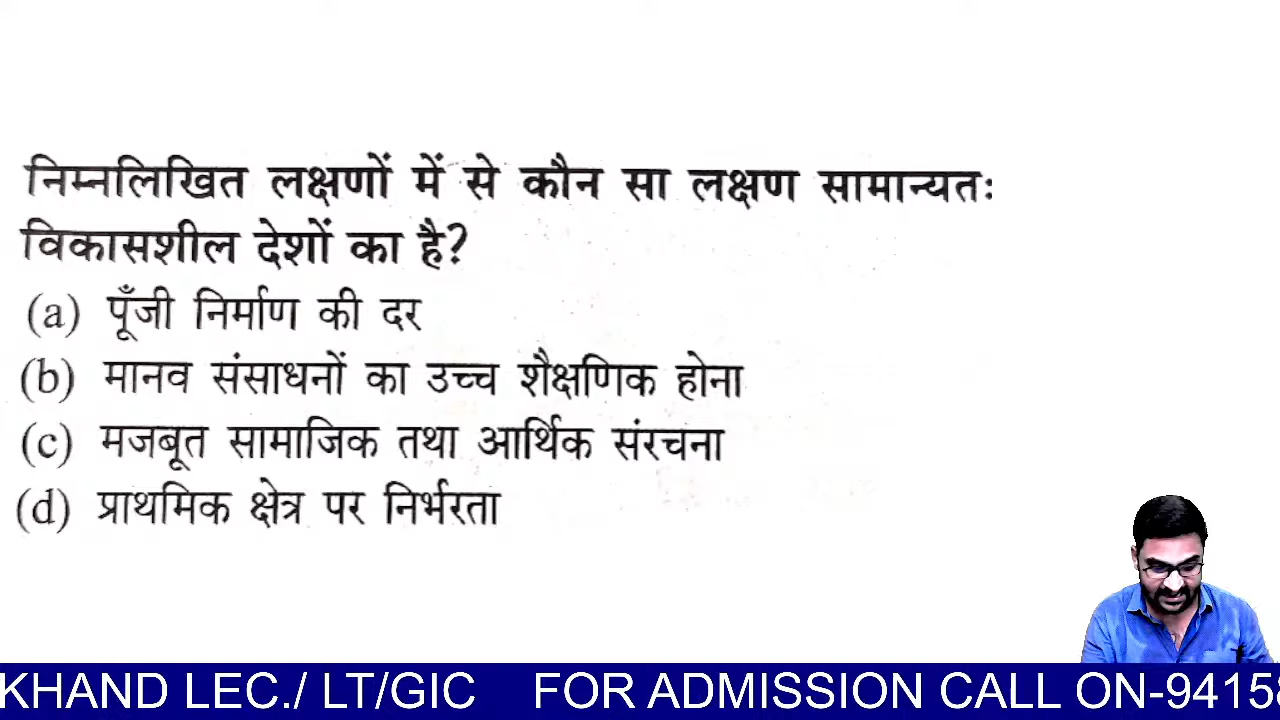 निम्नलिखित लक्षणों में से कौन सा लक्षण सामान्यतः
विकासशील देशों का है?
(a) पूँजी निर्माण की दर
(b) मानव संसाधनों का उच्च शैक्षणिक होना
(c) मजबूत सामाजिक तथा आर्थिक संरचना
(d) प्राथमिक क्षेत्र पर निर्भरता
KHAND LEC./ LT/GIC FOR ADMISSION CALL ON-9415